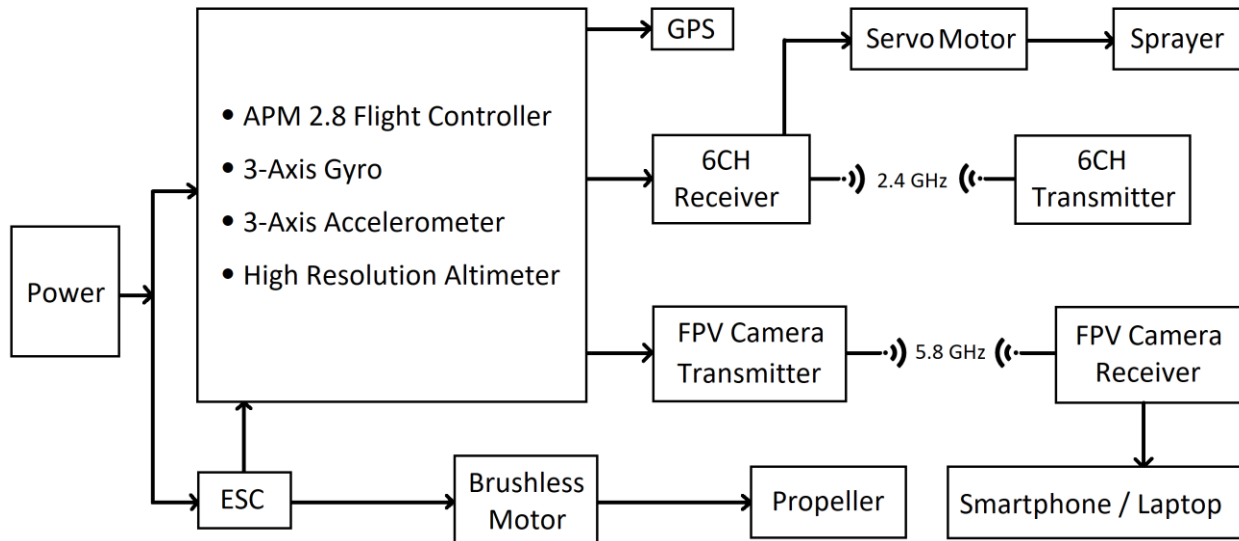 GPS
Servo Motor
Sprayer
• APM 2.8 Flight Controller
• 3-Axis Gyro
• 3-Axis Accelerometer
• High Resolution Altimeter
6CH
Receiver
2.4 GHz
6CH
Transmitter
Power
FPV Camera
Transmitter
5.8 GHz
FPV Camera
Receiver
ESC
Brushless
Motor
Propeller
Smartphone / Laptop